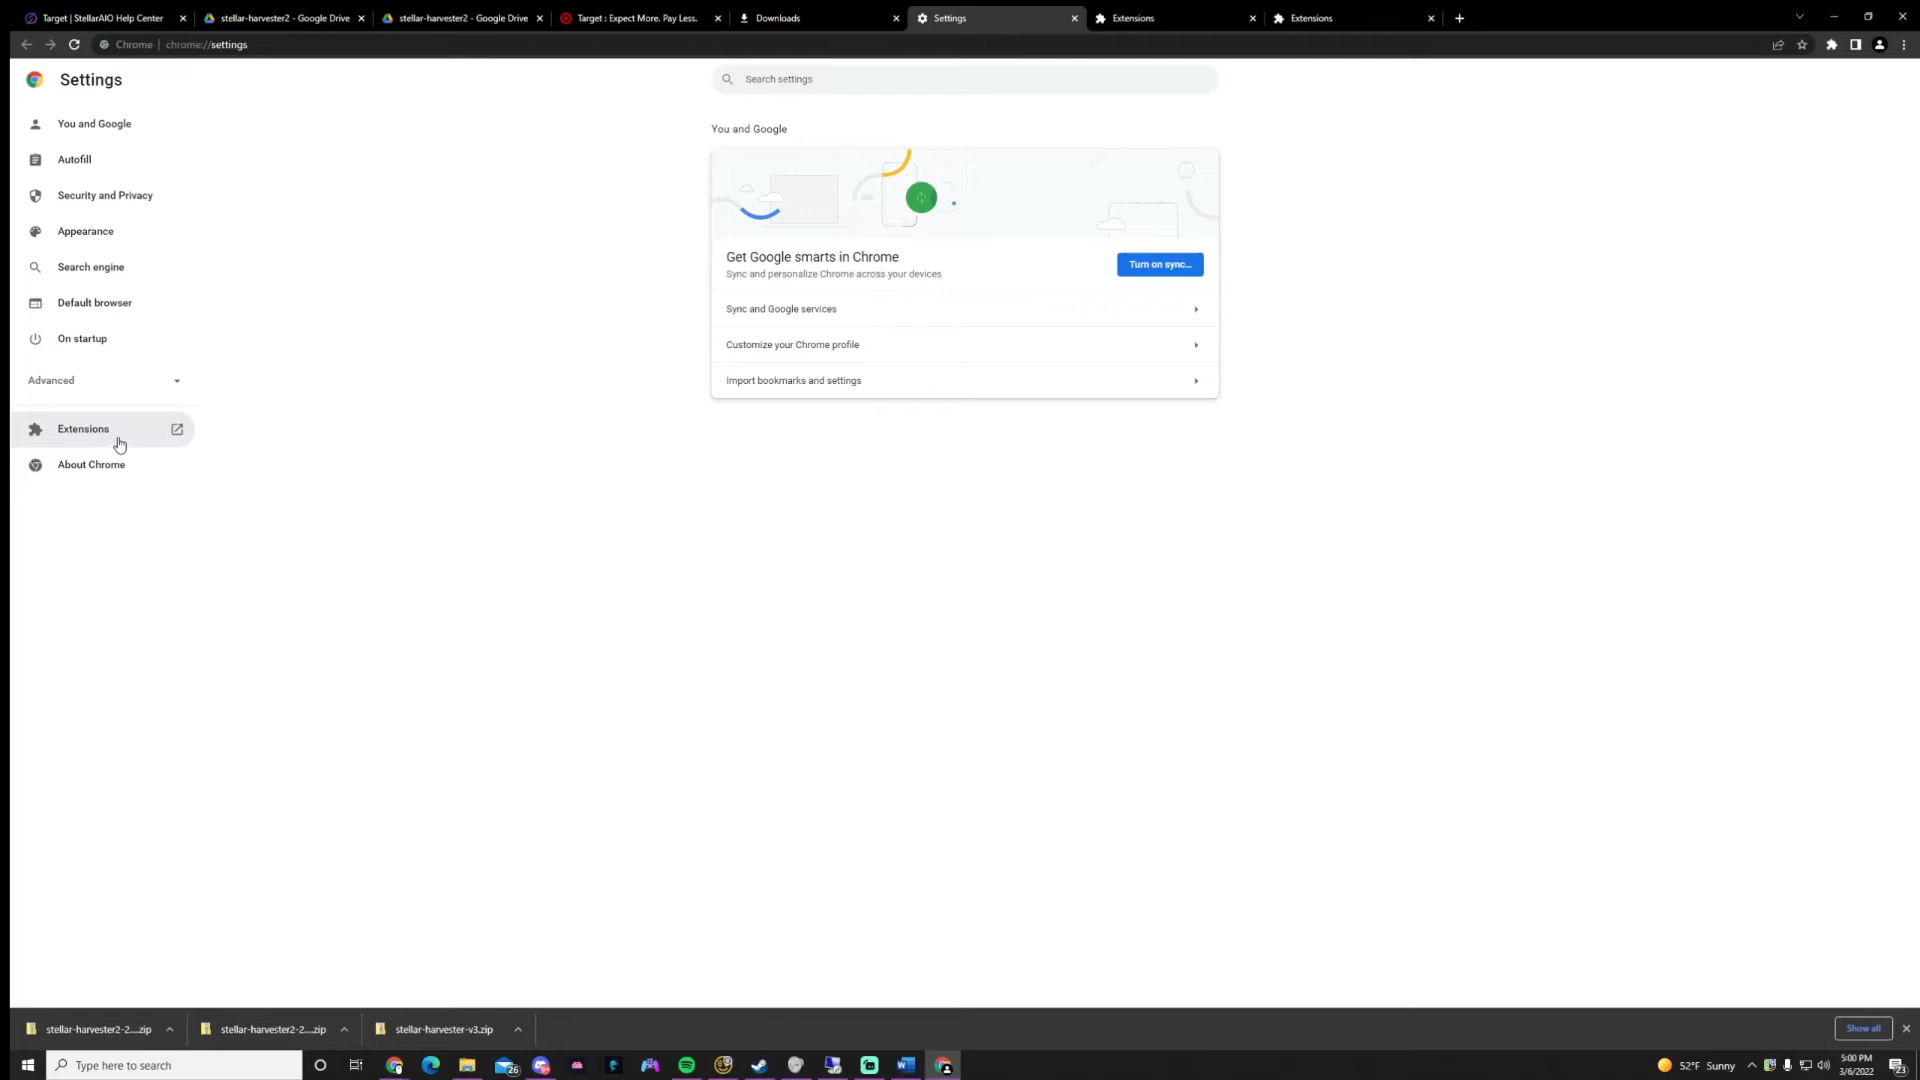 Target | StellarAIO Help Center
stellar-harvester2 - Google Drive
stellar-harvester2 - Google Drive
Target : Expect More. Pay Less.
Downloads
Settings
Extensions
Extensions
Chrome | chrome://settings
Settings
Search settings
You and Google
Autofill
Security and Privacy
Appearance
Search engine
Default browser
On startup
Advanced
Extensions
About Chrome
You and Google
Get Google smarts in Chrome
Sync and personalize Chrome across your devices
Turn on sync...
Sync and Google services
Customize your Chrome profile
Import bookmarks and settings
stellar-harvester2-2....zip
stellar-harvester2-2....zip
stellar-harvester-v3.zip
Show all
Type here to search
26
52°F Sunny
5:00 PM
3/6/2022
23